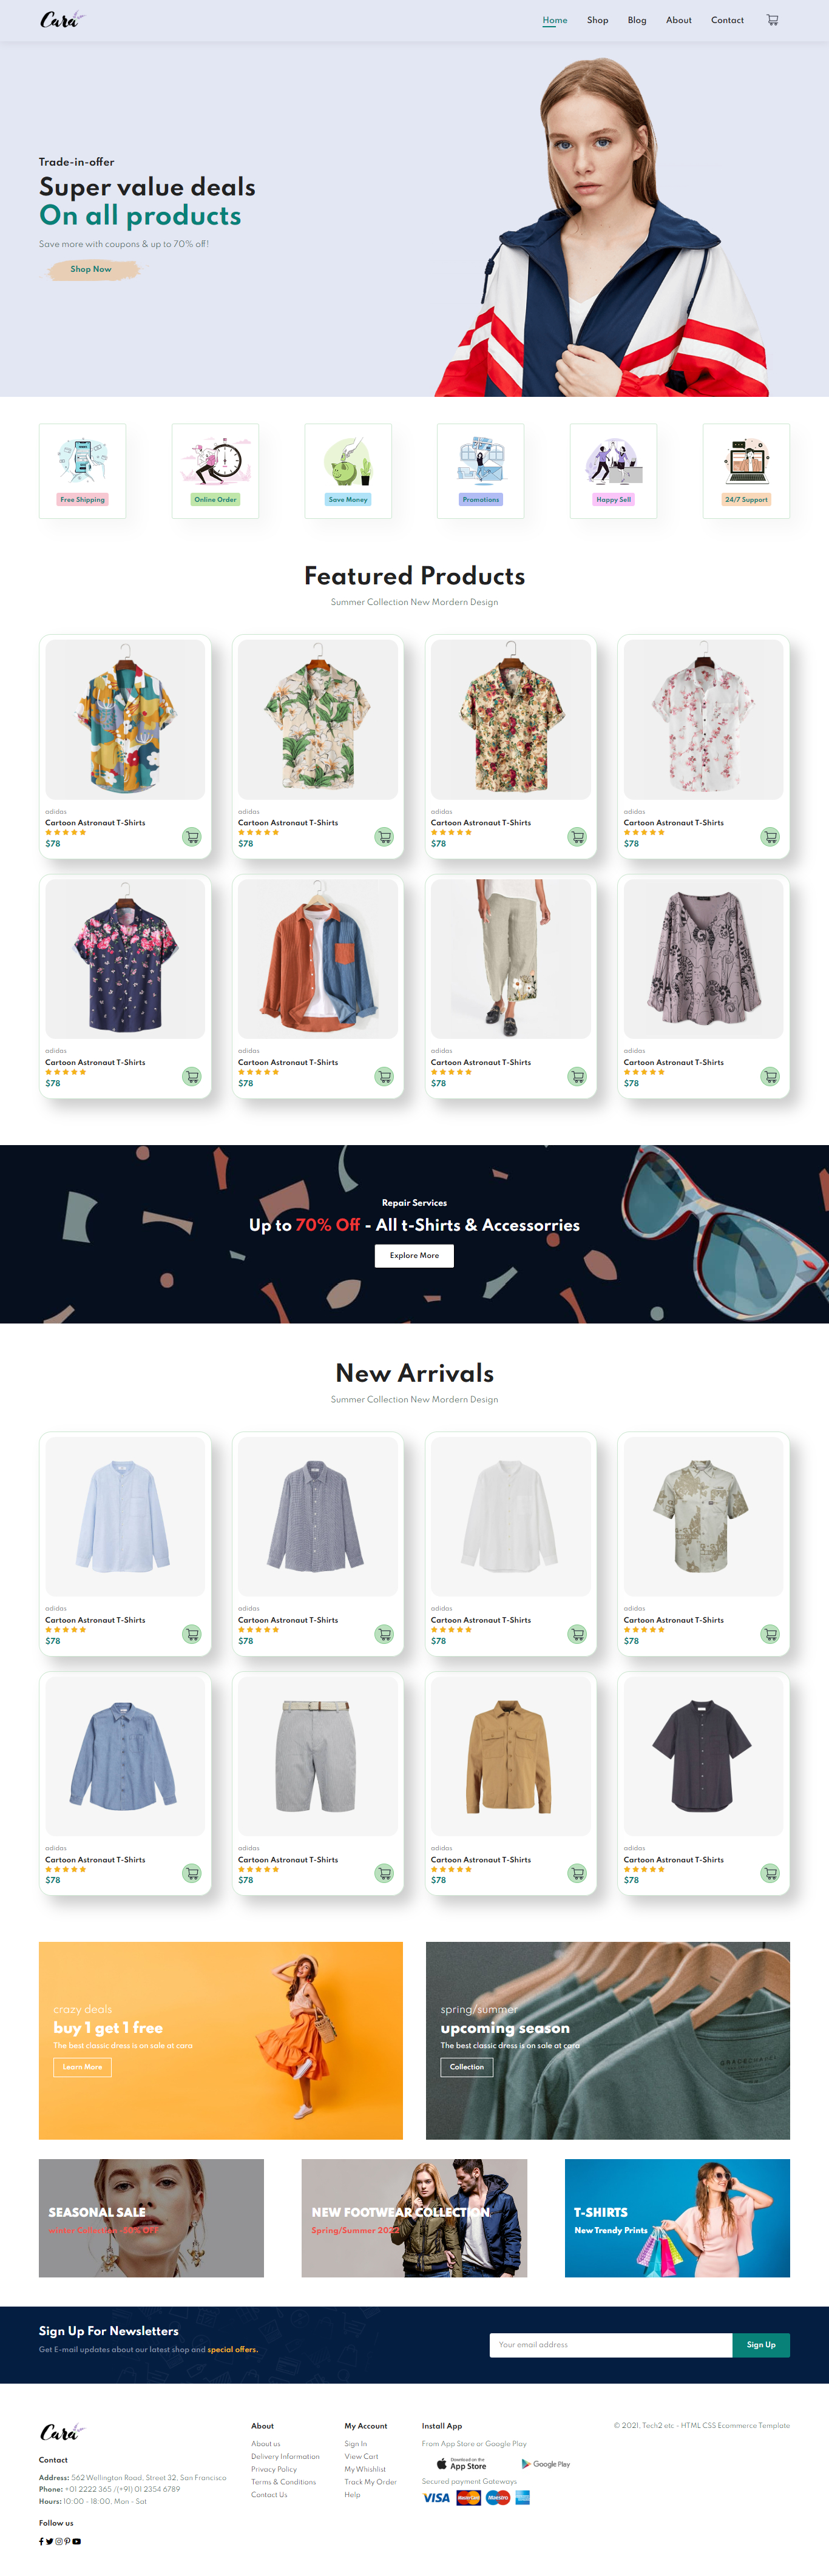 Cara
Home Shop Blog About Contact
Trade-in-offer
Super value deals
On all products
Save more with coupons & up to 70% off!
Shop Now
Free Shipping
Online Order
Save Money
Promotions
Happy Sell
24/7 Support
Featured Products
Summer Collection New Mordern Design
adidas
Cartoon Astronaut T-Shirts
$78
adidas
Cartoon Astronaut T-Shirts
$78
adidas
Cartoon Astronaut T-Shirts
$78
adidas
Cartoon Astronaut T-Shirts
$78
adidas
Cartoon Astronaut T-Shirts
$78
adidas
Cartoon Astronaut T-Shirts
$78
adidas
Cartoon Astronaut T-Shirts
$78
adidas
Cartoon Astronaut T-Shirts
$78
Repair Services
Up to 70% Off - All t-Shirts & Accessorries
Explore More
New Arrivals
Summer Collection New Mordern Design
adidas
Cartoon Astronaut T-Shirts
$78
adidas
Cartoon Astronaut T-Shirts
$78
adidas
Cartoon Astronaut T-Shirts
$78
adidas
Cartoon Astronaut T-Shirts
$78
adidas
Cartoon Astronaut T-Shirts
$78
adidas
Cartoon Astronaut T-Shirts
$78
adidas
Cartoon Astronaut T-Shirts
$78
adidas
Cartoon Astronaut T-Shirts
$78
crazy deals
buy 1 get 1 free
The best classic dress is on sale at cara
Learn More
spring/summer
upcoming season
The best classic dress is on sale at cara
Collection
SEASONAL SALE
winter Collection -50% OFF
NEW FOOTWEAR COLLECTION
Spring/Summer 2022
T-SHIRTS
New Trendy Prints
Sign Up For Newsletters
Get E-mail updates about our latest shop and special offers.
Your email address
Sign Up
Cara
Contact
Address: 562 Wellington Road, Street 32, San Francisco
Phone: +01 2222 365 /(+91) 01 2354 6789
Hours: 10:00 - 18:00, Mon - Sat
Follow us
About
About us
Delivery Information
Privacy Policy
Terms & Conditions
Contact Us
My Account
Sign In
View Cart
My Whishlist
Track My Order
Help
Install App
From App Store or Google Play
Download on the
App Store
Google Play
Secured payment Gateways
VISA MasterCard Maestro
© 2021, Tech2 etc - HTML CSS Ecommerce Template